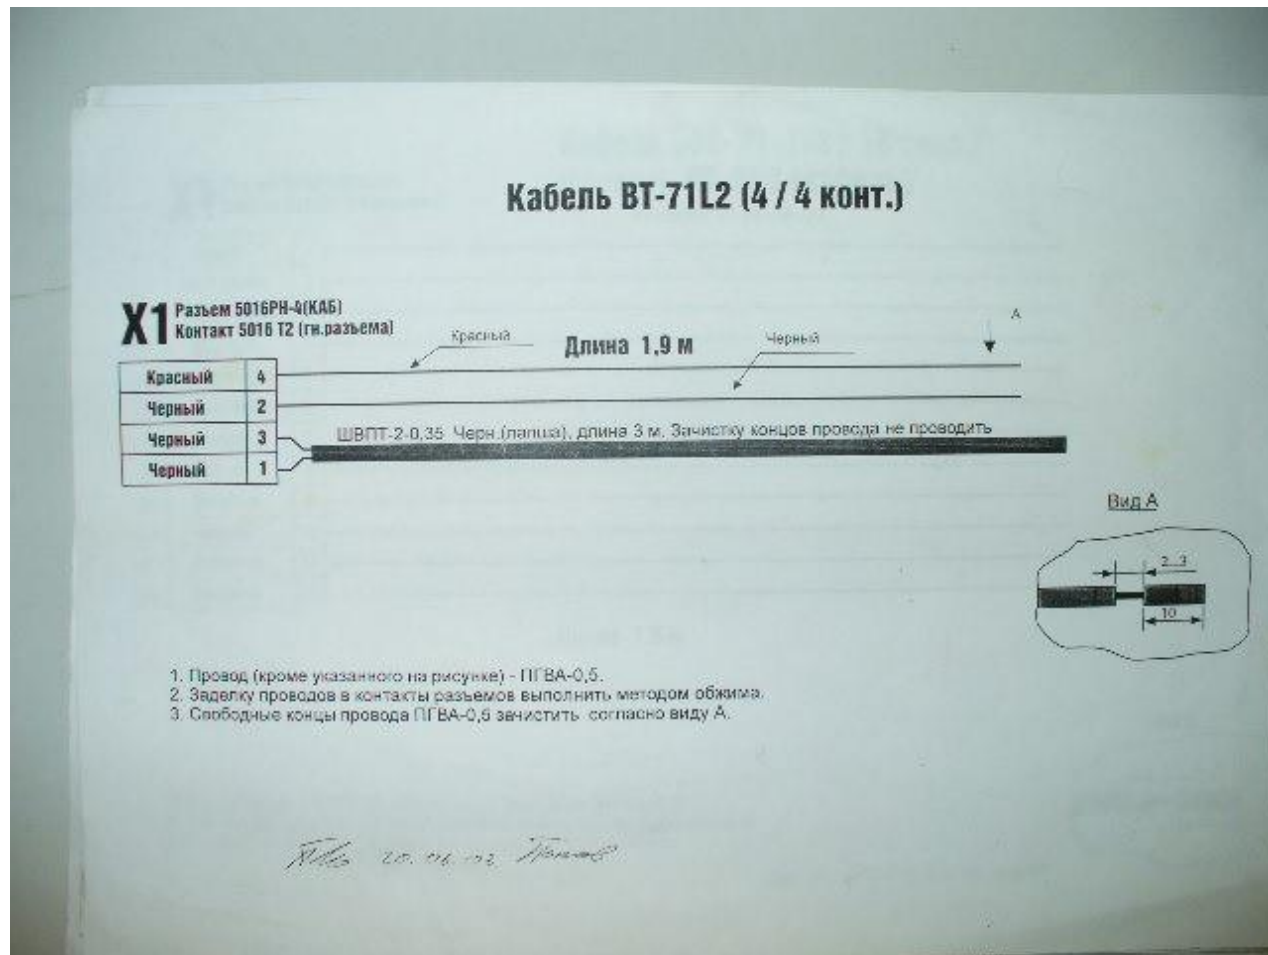 Кабель ВТ-71L2 (4 / 4 конт.)
X1 Разъем 5016РН-4(КАБ)
Контакт 5016 Т2 (гн.разъема)
Красный
Длина 1,9 м
Черный
А
Красный 4
Черный 2
Черный 3
Черный 1
ШВПТ-2-0,35 Черн.(лапша), длина 3 м. Зачистку концов провода не проводить
Вид А
2...3
10
1. Провод (кроме указанного на рисунке) - ПГВА-0,5.
2. Заделку проводов в контакты разъемов выполнить методом обжима.
3. Свободные концы провода ПГВА-0,5 зачистить согласно виду А.